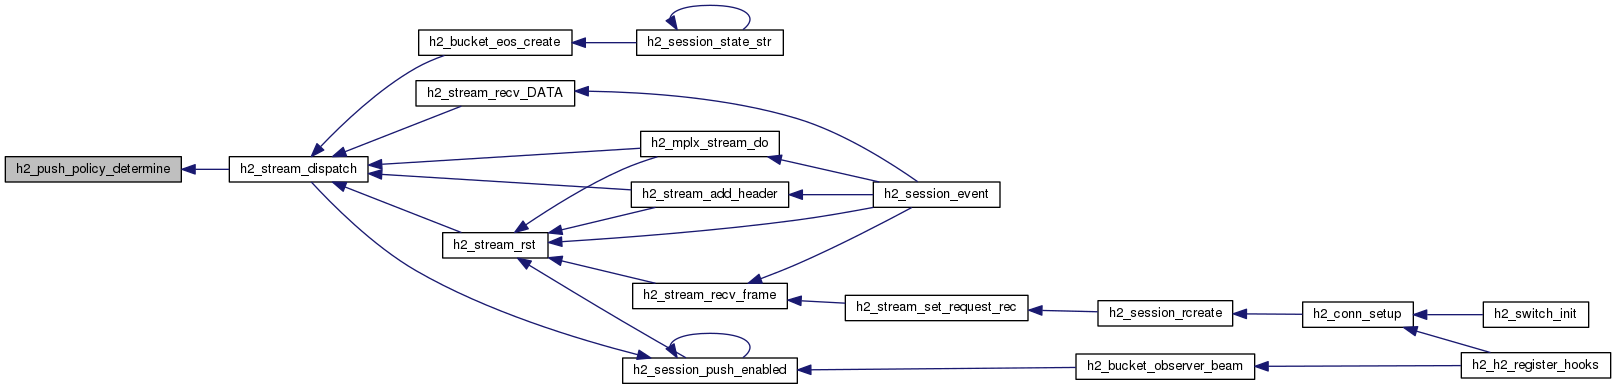 h2_push_policy_determine
h2_stream_dispatch
h2_bucket_eos_create
h2_session_state_str
h2_stream_recv_DATA
h2_mplx_stream_do
h2_stream_add_header
h2_session_event
h2_stream_rst
h2_stream_recv_frame
h2_stream_set_request_rec
h2_session_rcreate
h2_conn_setup
h2_switch_init
h2_session_push_enabled
h2_bucket_observer_beam
h2_h2_register_hooks